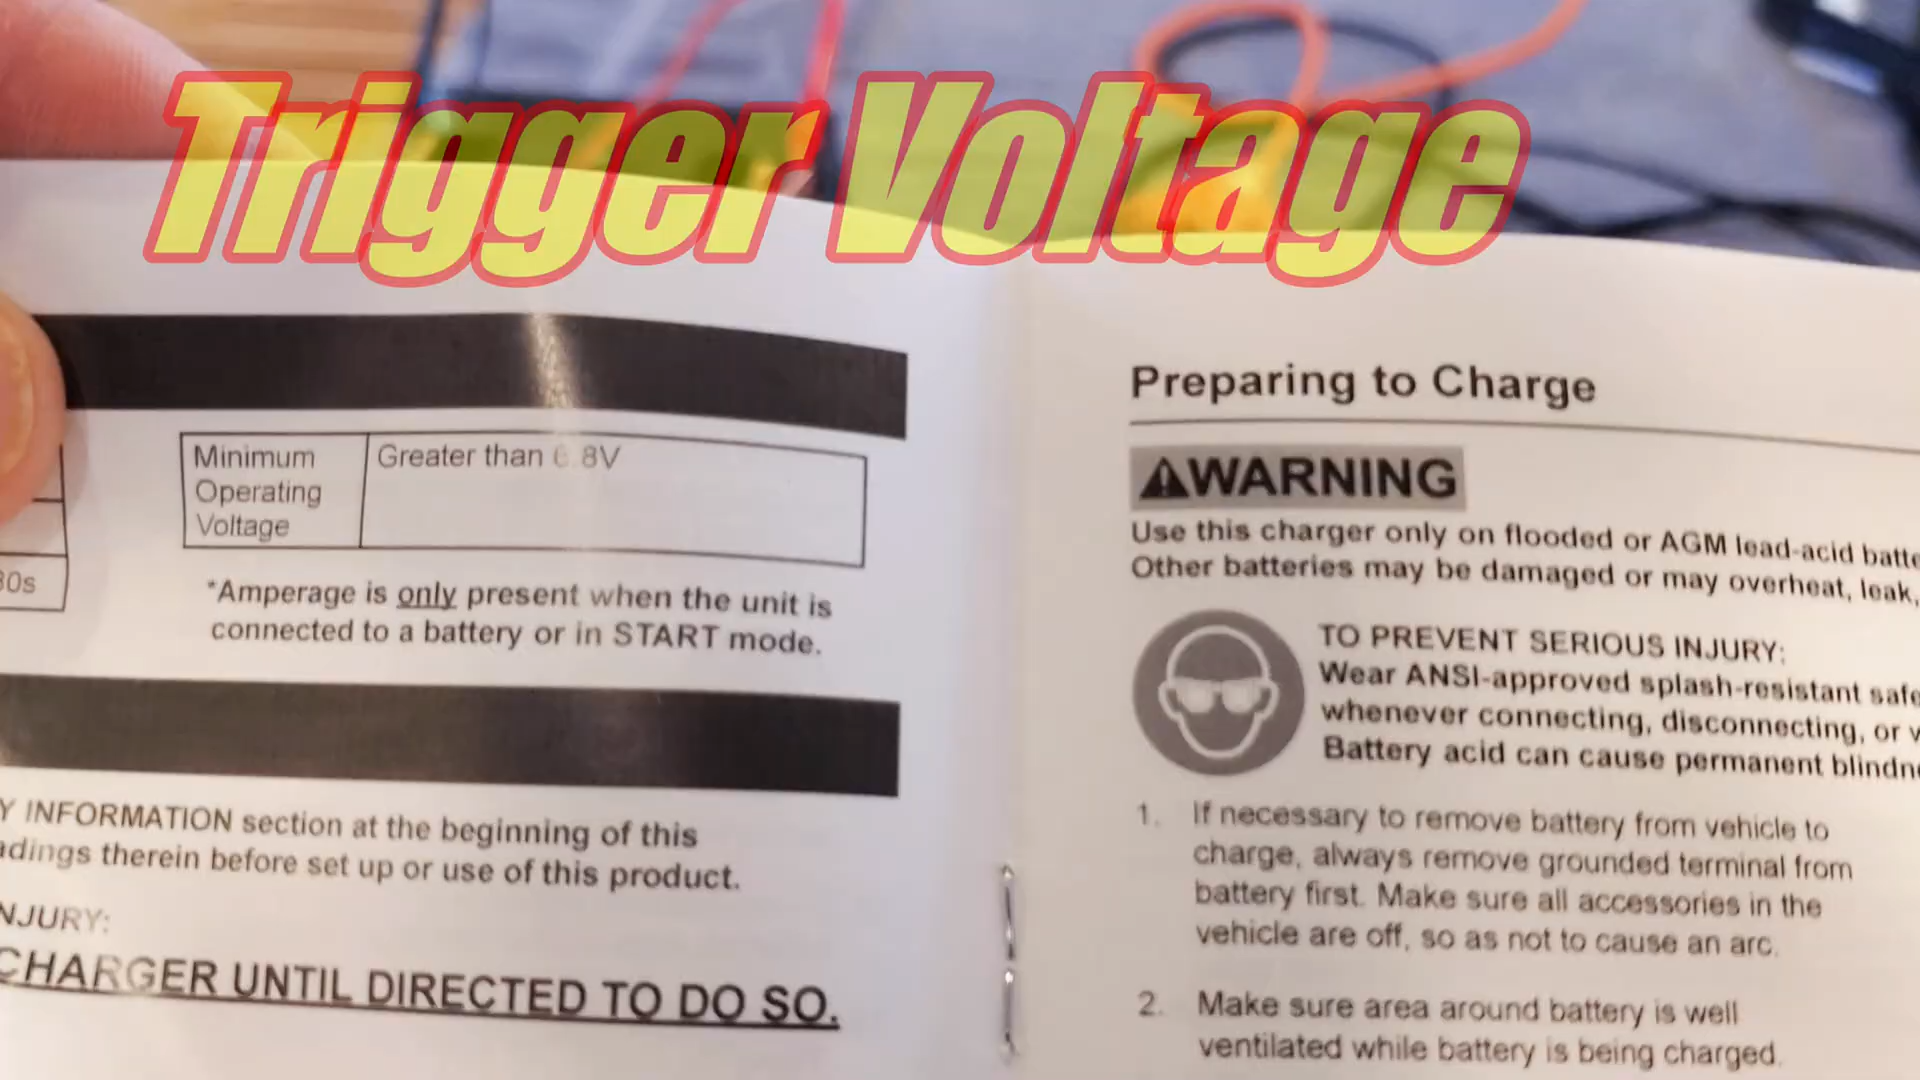 Trigger Voltage
Minimum
Operating
Voltage
Greater than 6.8V
30s
*Amperage is only present when the unit is
connected to a battery or in START mode.
Y INFORMATION section at the beginning of this
adings therein before set up or use of this product.
NJURY:
CHARGER UNTIL DIRECTED TO DO SO.
Preparing to Charge
WARNING
Use this charger only on flooded or AGM lead-acid batte
Other batteries may be damaged or may overheat, leak,
TO PREVENT SERIOUS INJURY:
Wear ANSI-approved splash-resistant safe
whenever connecting, disconnecting, or w
Battery acid can cause permanent blindne
1. If necessary to remove battery from vehicle to
charge, always remove grounded terminal from
battery first. Make sure all accessories in the
vehicle are off, so as not to cause an arc.
2. Make sure area around battery is well
ventilated while battery is being charged.